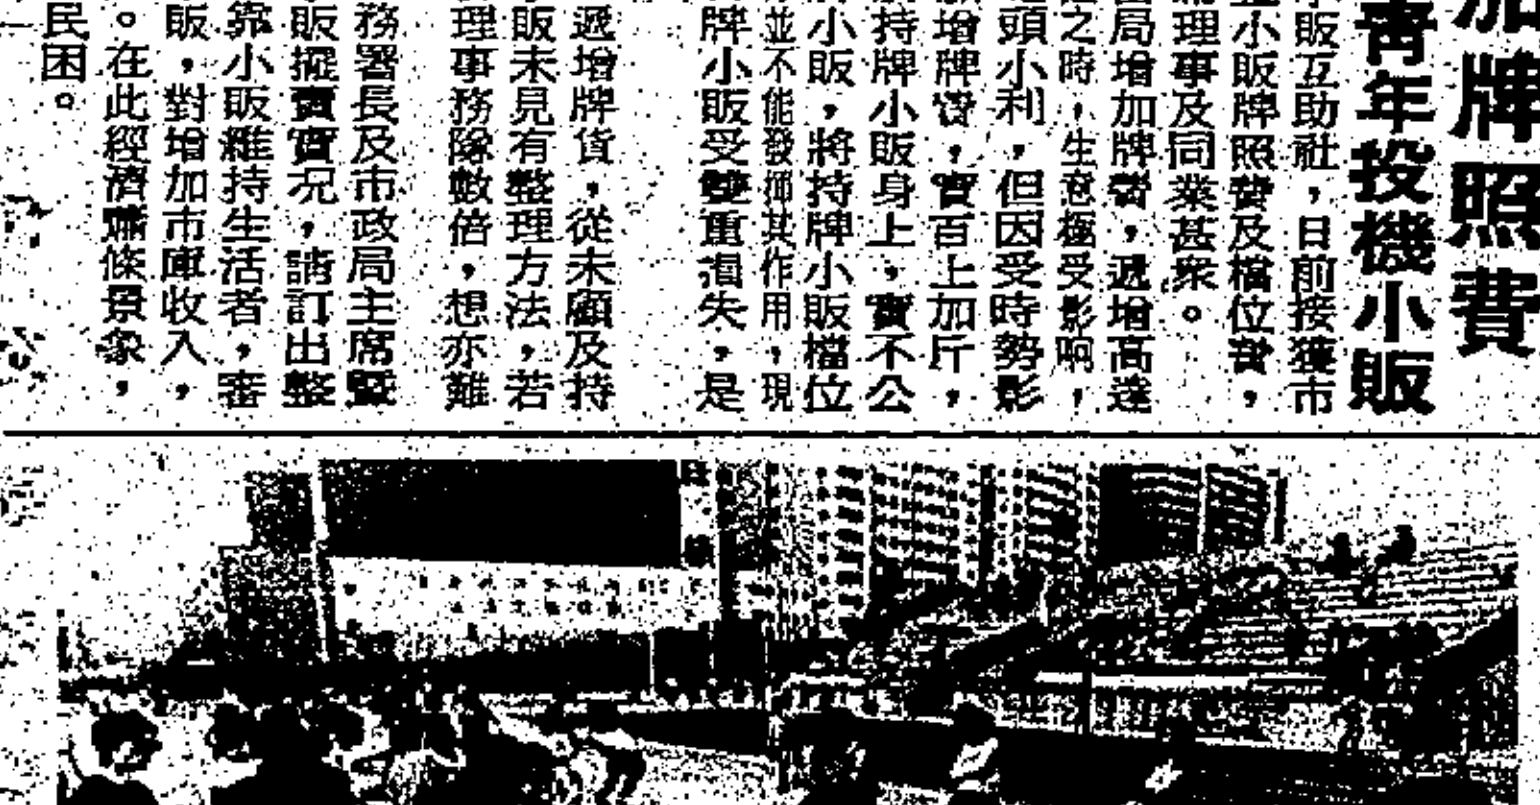 加牌照費
青年投機小販
小販互助社,日前接獲市
小販牌照費及檔位費,
理事及同業甚衆。
局增加牌費,遞增高達
之時,生意極受影响,
頭小利,但因受時勢影
增牌費,實百上加斤,
持牌小販身上,實不公
小販,將持牌小販檔位
並不能發揮其作用,現
牌小販受雙重損失,是
遞增牌貨,從未顧及持
販未見有整理方法,若
理事務隊數倍,想亦難
務署長及市政局主席暨
販擺賣實況,請訂出整
靠小販維持生活者,審
販,對增加市庫收入,
。在此經濟蕭條景象,
民困。